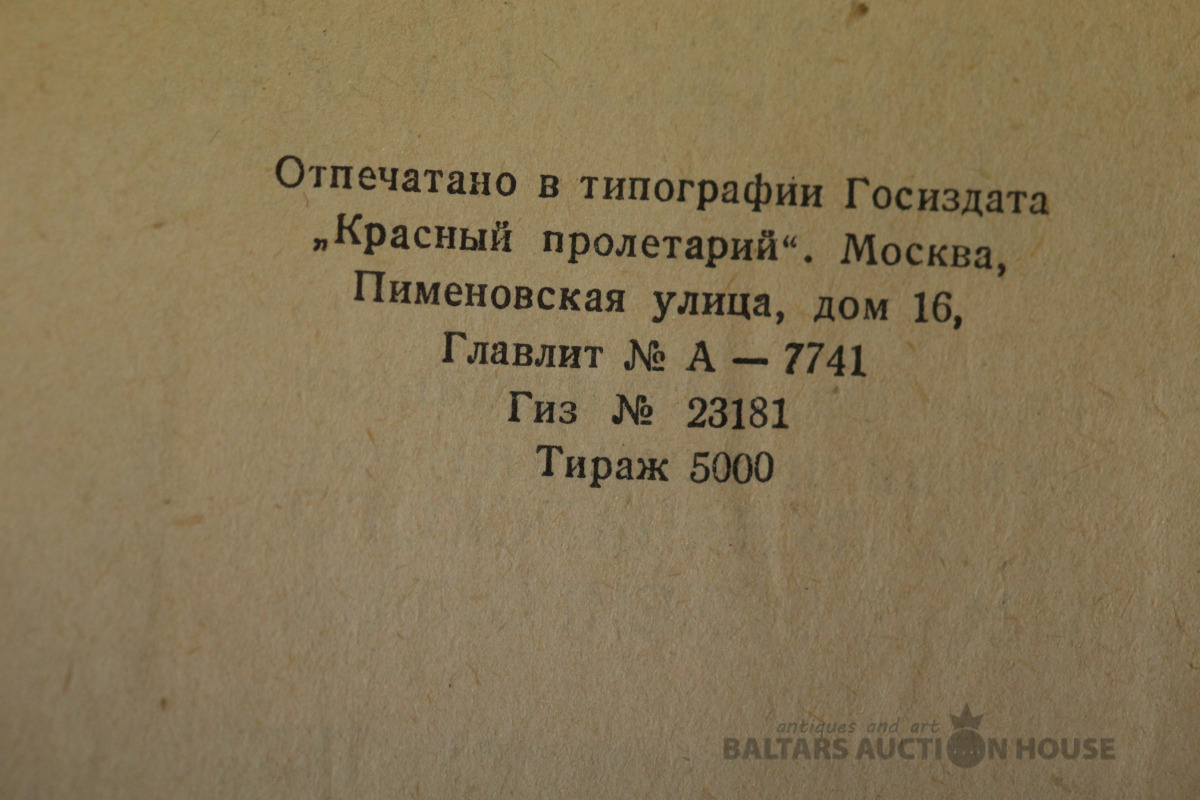 Отпечатано в типографии Госиздата
„Красный пролетарий“. Москва,
Пименовская улица, дом 16,
Главлит № А — 7741
Гиз № 23181
Тираж 5000
antiques and art
BALTARS AUCTION HOUSE